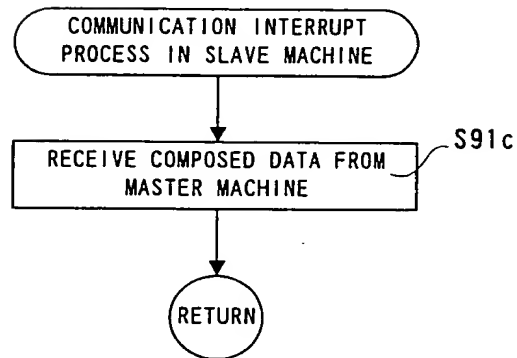 COMMUNICATION INTERRUPT
PROCESS IN SLAVE MACHINE
RECEIVE COMPOSED DATA FROM
MASTER MACHINE
S91c
RETURN